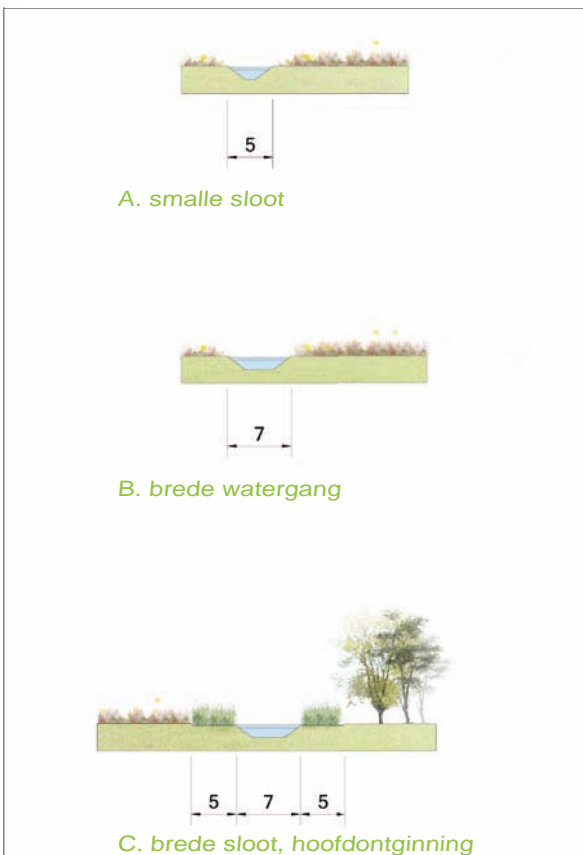 5
A. smalle sloot
7
B. brede watergang
5 7 5
C. brede sloot, hoofdontginning